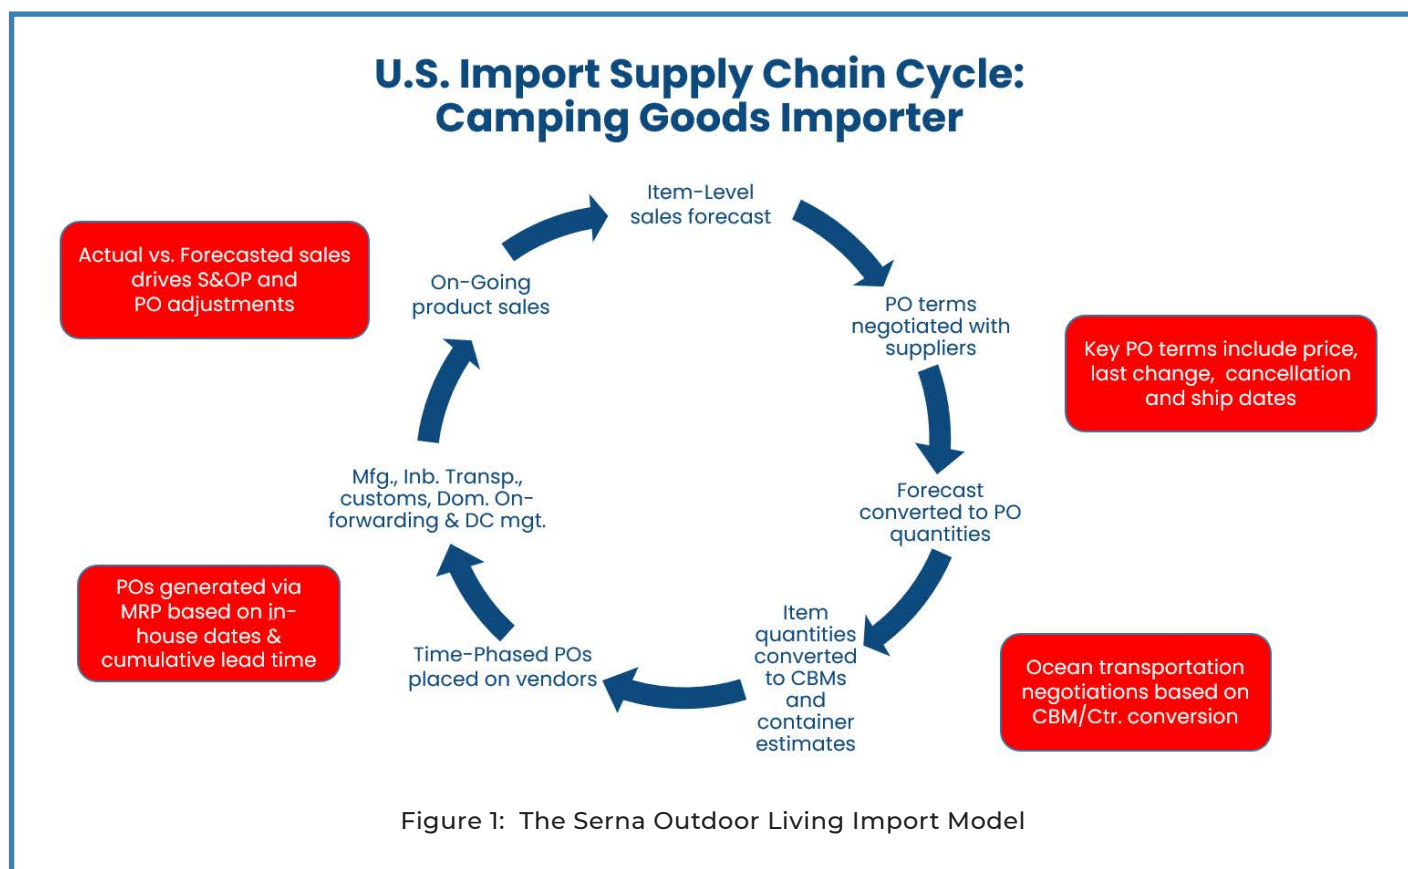 U.S. Import Supply Chain Cycle:
Camping Goods Importer
Item-Level
sales forecast
PO terms
negotiated with
suppliers
Key PO terms include price,
last change,  cancellation
and ship dates
Forecast
converted to PO
quantities
Item
quantities
converted
to CBMs
and
container
estimates
Ocean transportation
negotiations based on
CBM/Ctr. conversion
Time-Phased POs
placed on vendors
POs generated via
MRP based on in-
house dates &
cumulative lead time
Mfg., Inb. Transp.,
customs, Dom. On-
forwarding & DC mgt.
On-Going
product sales
Actual vs. Forecasted sales
drives S&OP and
PO adjustments
Figure 1:  The Serna Outdoor Living Import Model